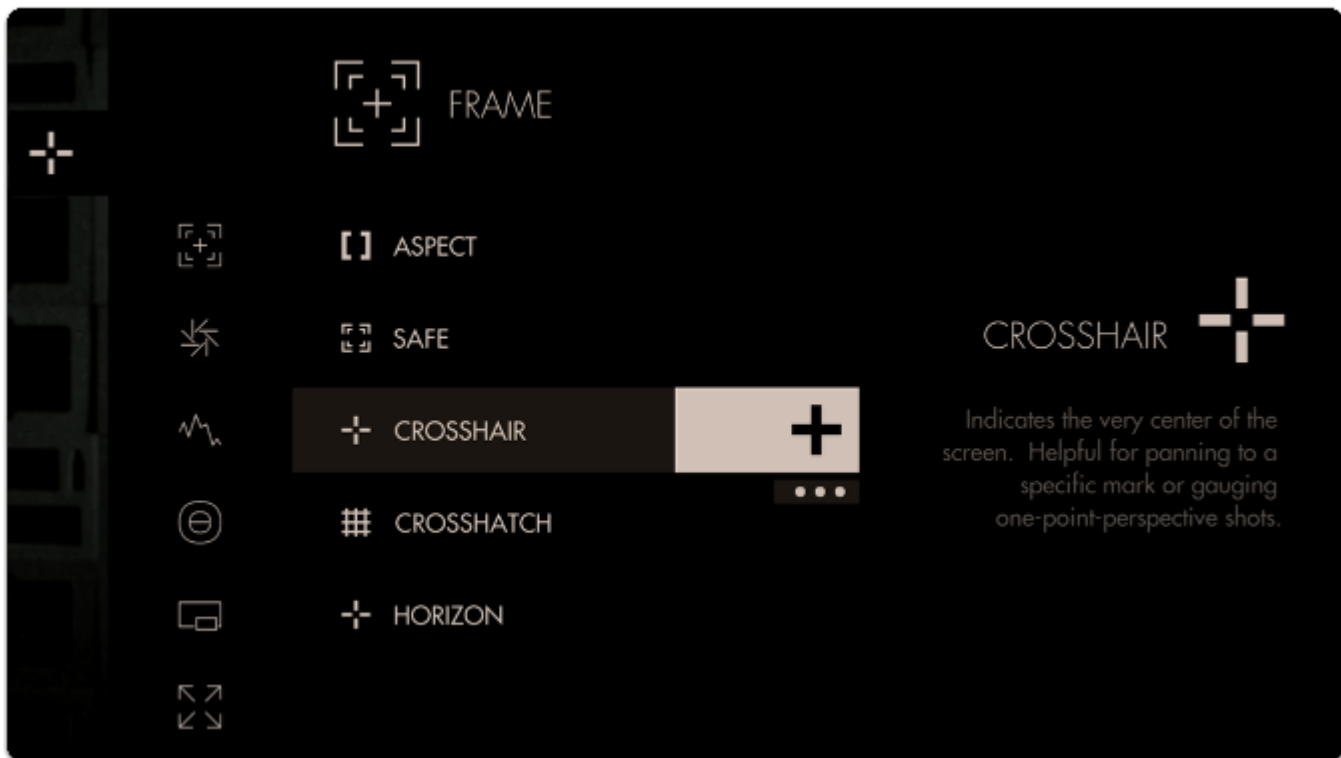 FRAME
ASPECT
SAFE
CROSSHAIR
CROSSHATCH
HORIZON
CROSSHAIR
Indicates the very center of the
screen. Helpful for panning to a
specific mark or gauging
one-point-perspective shots.